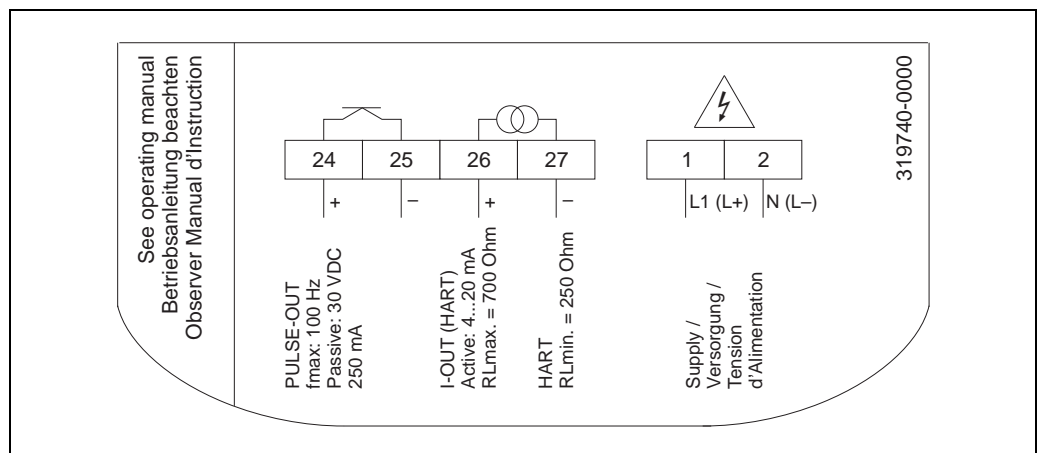 See operating manual
Betriebsanleitung beachten
Observer Manual d'Instruction
24 25 26 27
+ – + –
PULSE-OUT
fmax: 100 Hz
Passive: 30 VDC
250 mA
I-OUT (HART)
Active: 4...20 mA
RLmax. = 700 Ohm
HART
RLmin. = 250 Ohm
1 2
L1 (L+) N (L–)
Supply /
Versorgung /
Tension
d'Alimentation
319740-0000